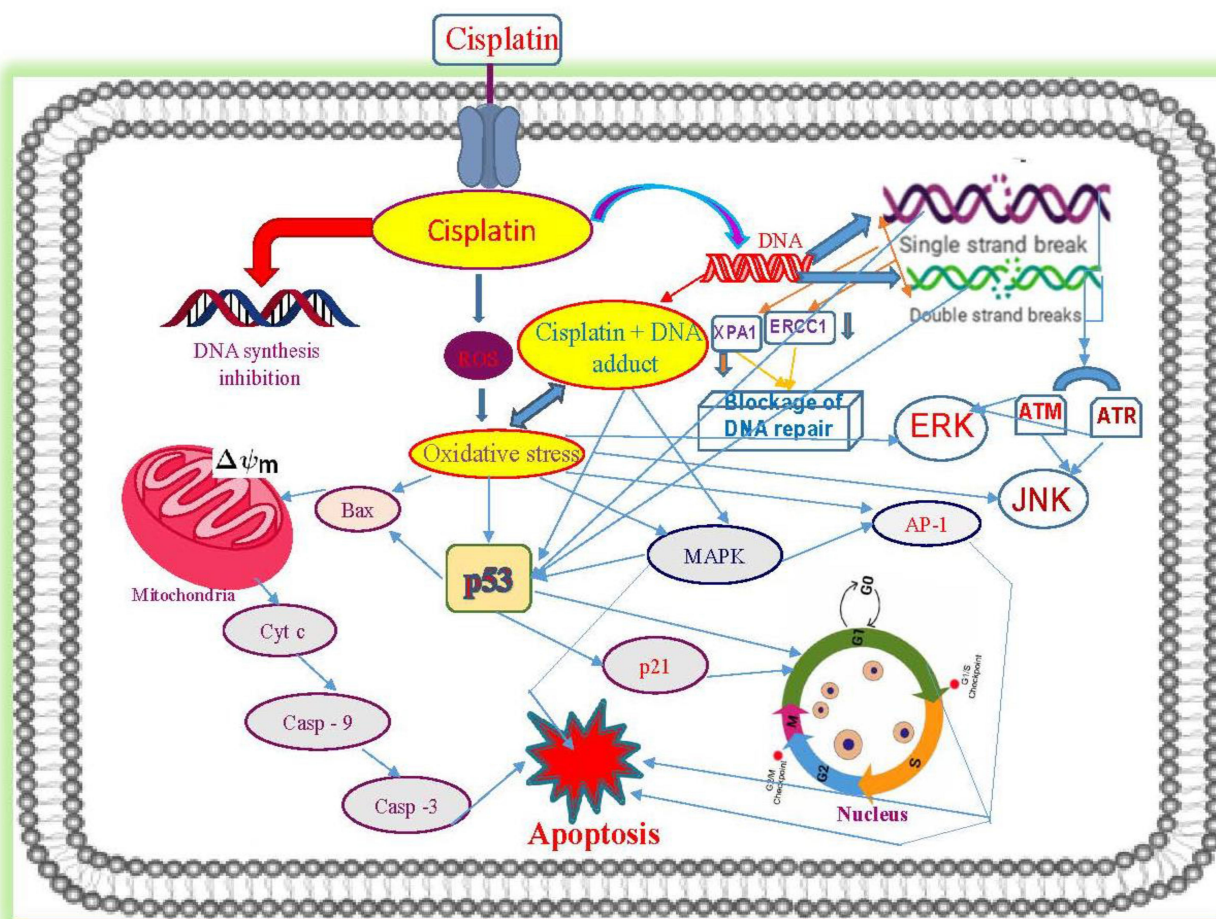 Cisplatin
Cisplatin
DNA
Single strand break
Double strand breaks
DNA synthesis
inhibition
ROS
Cisplatin + DNA
adduct
XPA1
ERCC1
Blockage of
DNA repair
ERK
ATM
ATR
JNK
Oxidative stress
Δψm
Bax
Mitochondria
p53
MAPK
AP-1
Cyt c
p21
Casp - 9
Casp -3
Apoptosis
G0
G1
G1/S
Checkpoint
S
G2
M
G2/M
Checkpoint
Nucleus